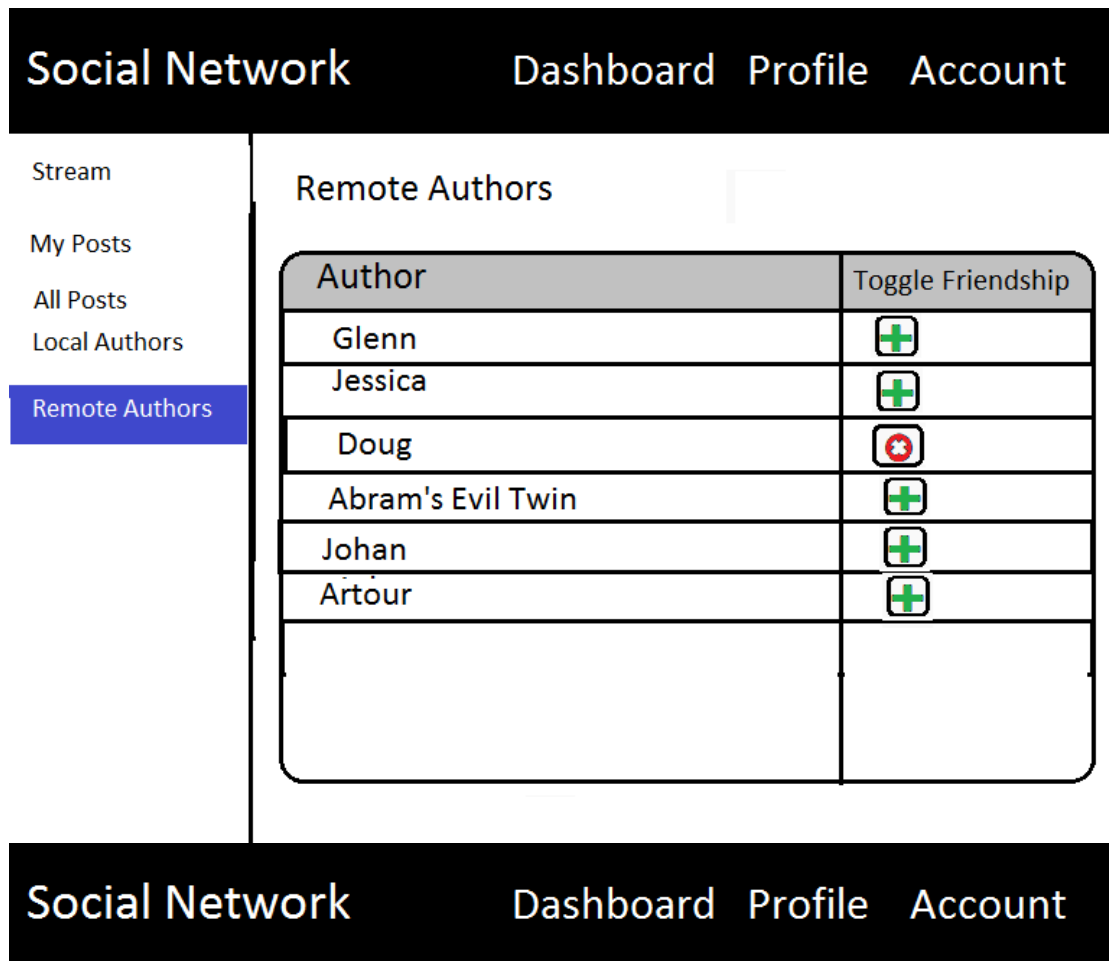 Social Network Dashboard Profile Account
Stream
My Posts
All Posts
Local Authors
Remote Authors
Remote Authors
Author Toggle Friendship
Glenn
Jessica
Doug
Abram's Evil Twin
Johan
Artour
Social Network Dashboard Profile Account